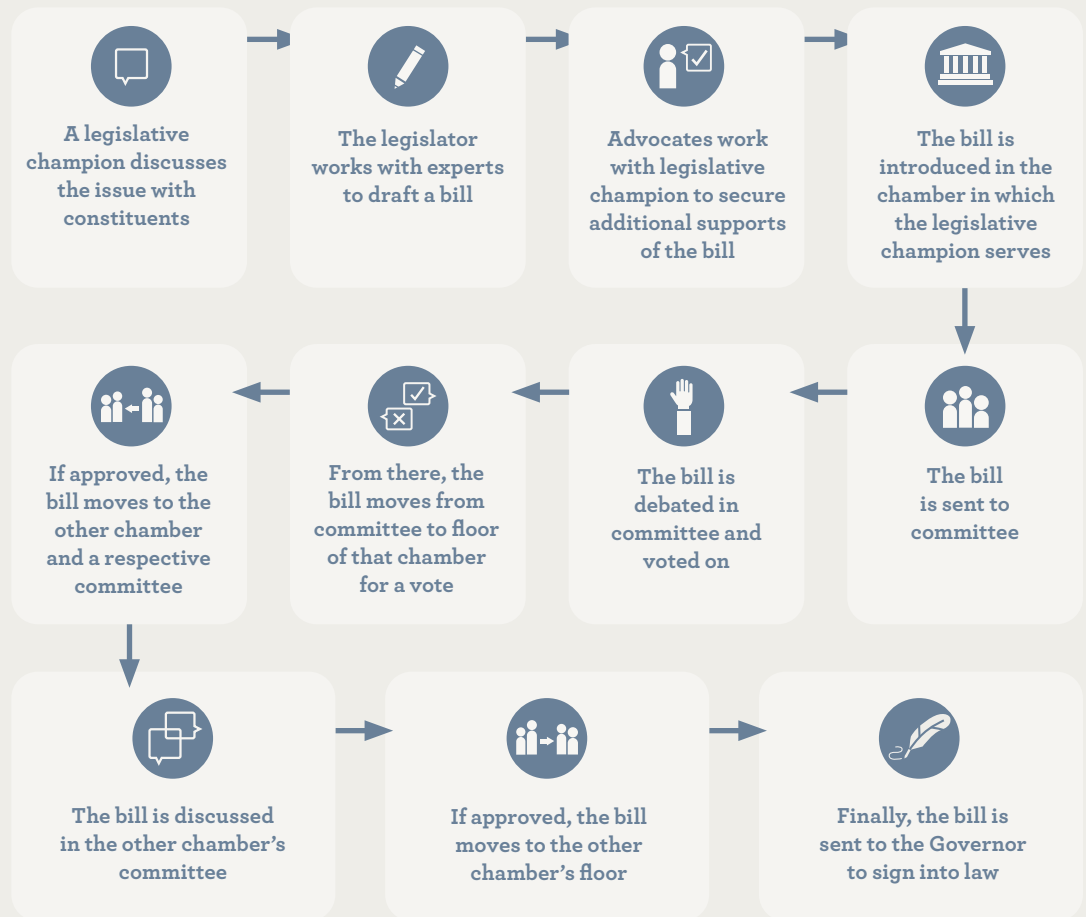 A legislative
champion discusses
the issue with
constituents
The legislator
works with experts
to draft a bill
Advocates work
with legislative
champion to secure
additional supports
of the bill
The bill is
introduced in the
chamber in which
the legislative
champion serves
The bill
is sent to
committee
The bill is
debated in
committee and
voted on
From there, the
bill moves from
committee to floor
of that chamber
for a vote
If approved, the
bill moves to the
other chamber
and a respective
committee
The bill is discussed
in the other chamber’s
committee
If approved, the bill
moves to the other
chamber’s floor
Finally, the bill is
sent to the Governor
to sign into law